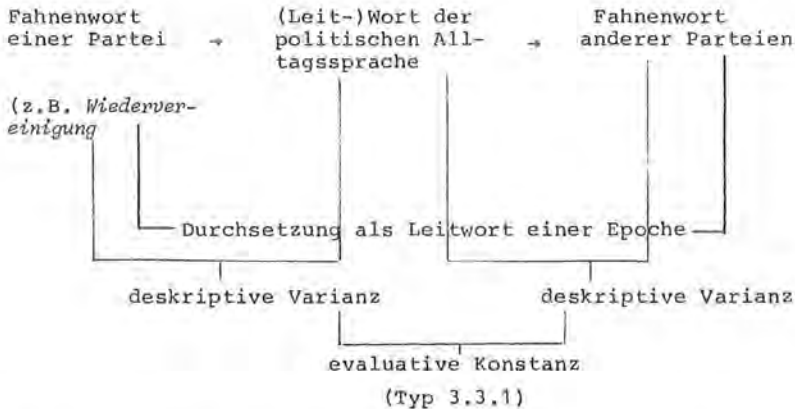 Fahnenwort (Leit-)Wort der Fahnenwort
einer Partei → politischen All- → anderer Parteien
tagssprache
(z.B. Wiederver-
einigung
Durchsetzung als Leitwort einer Epoche
deskriptive Varianz deskriptive Varianz
evaluative Konstanz
(Typ 3.3.1)